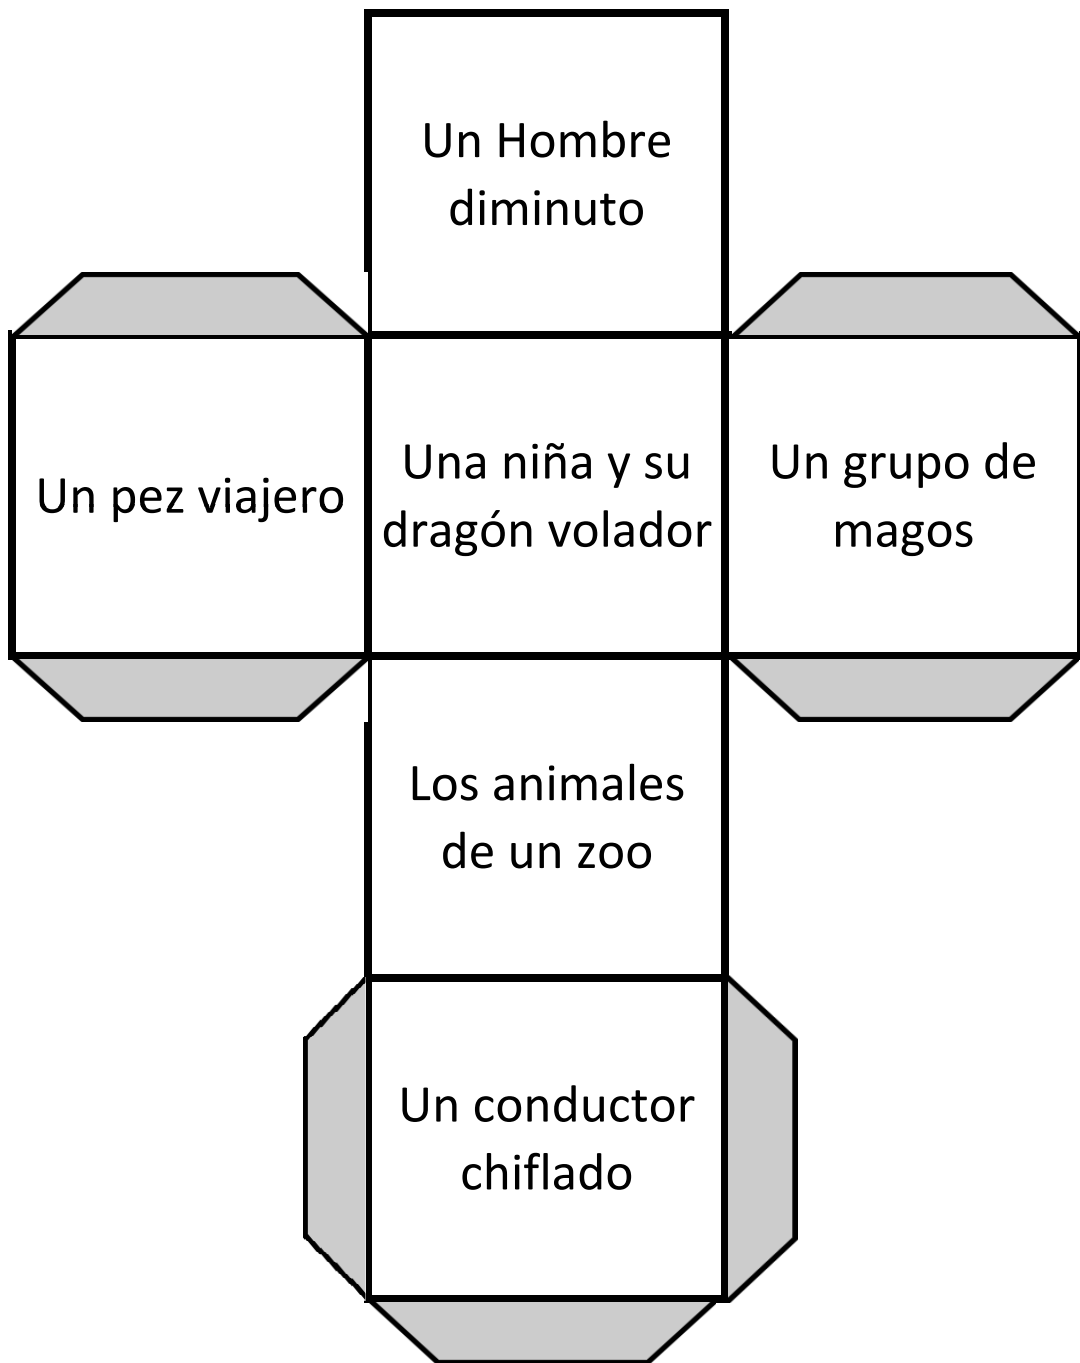 Un Hombre
diminuto
Un pez viajero
Una niña y su
dragón volador
Un grupo de
magos
Los animales
de un zoo
Un conductor
chiflado